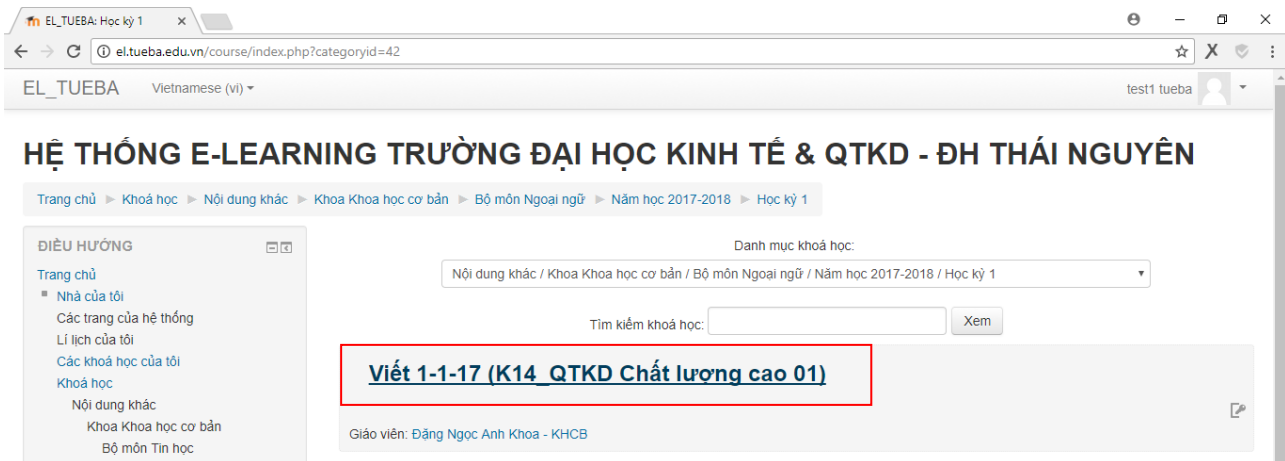 EL_TUEBA: Học kỳ 1
el.tueba.edu.vn/course/index.php?categoryid=42
EL_TUEBA Vietnamese (vi) test1 tueba
HỆ THỐNG E-LEARNING TRƯỜNG ĐẠI HỌC KINH TẾ & QTKD - ĐH THÁI NGUYÊN
Trang chủ ► Khoá học ► Nội dung khác ► Khoa Khoa học cơ bản ► Bộ môn Ngoại ngữ ► Năm học 2017-2018 ► Học kỳ 1
ĐIỀU HƯỚNG
Trang chủ
Nhà của tôi
Các trang của hệ thống
Lí lịch của tôi
Các khoá học của tôi
Khoá học
Nội dung khác
Khoa Khoa học cơ bản
Bộ môn Tin học
Danh mục khoá học:
Nội dung khác / Khoa Khoa học cơ bản / Bộ môn Ngoại ngữ / Năm học 2017-2018 / Học kỳ 1
Tìm kiếm khoá học: Xem
Viết 1-1-17 (K14_QTKD Chất lượng cao 01)
Giáo viên: Đặng Ngọc Anh Khoa - KHCB